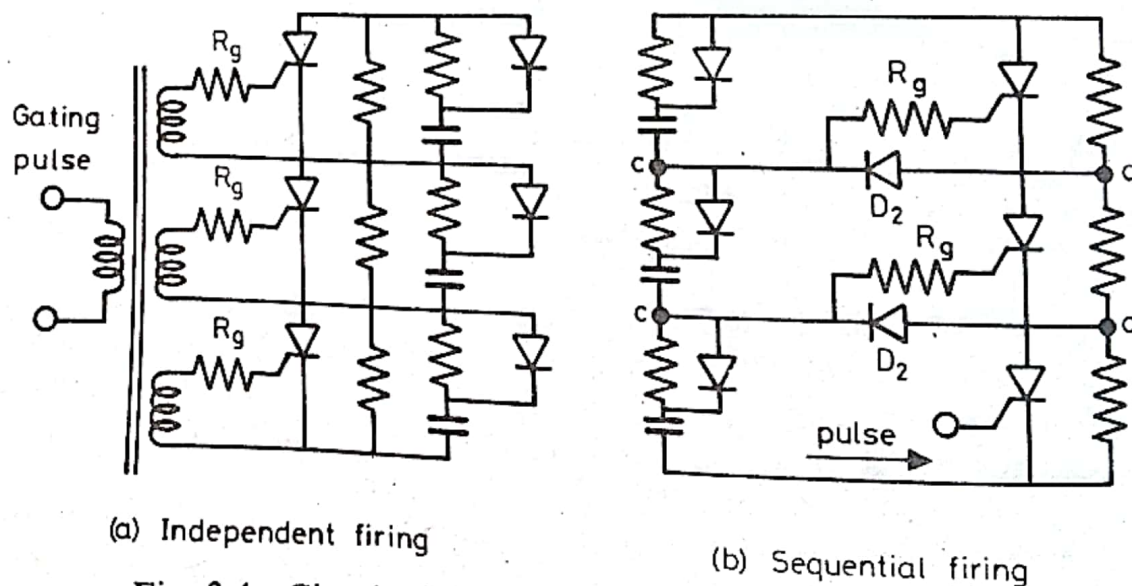 Gating
pulse
Rg
Rg
Rg
(a) Independent firing
Rg
C
D2
Rg
C
D2
pulse
(b) Sequential firing